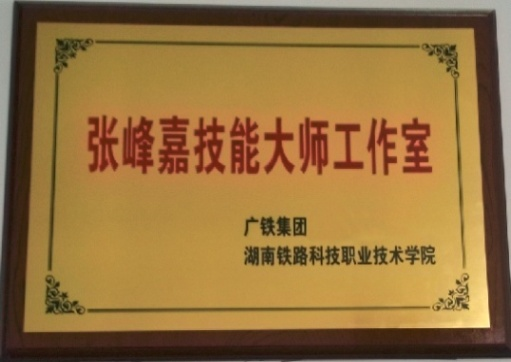 张峰嘉技能大师工作室
广铁集团
湖南铁路科技职业技术学院